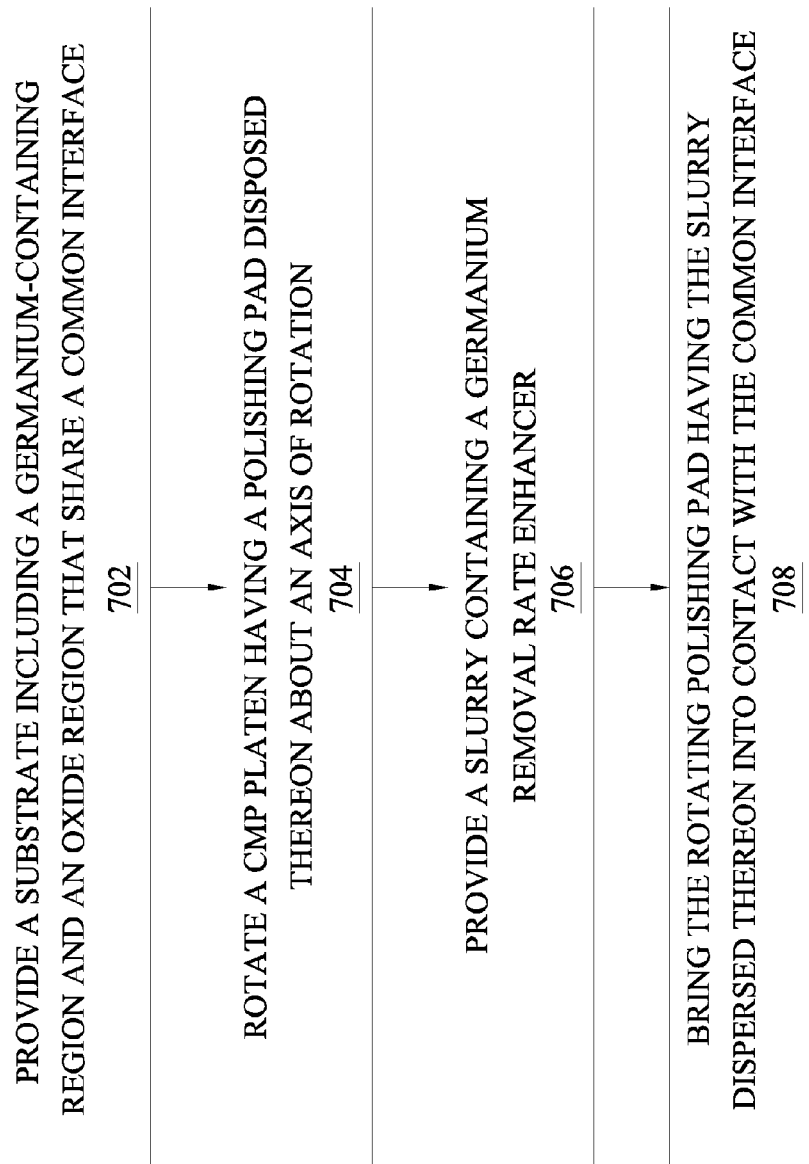 PROVIDE A SUBSTRATE INCLUDING A GERMANIUM-CONTAINING
REGION AND AN OXIDE REGION THAT SHARE A COMMON INTERFACE
702
ROTATE A CMP PLATEN HAVING A POLISHING PAD DISPOSED
THEREON ABOUT AN AXIS OF ROTATION
704
PROVIDE A SLURRY CONTAINING A GERMANIUM
REMOVAL RATE ENHANCER
706
BRING THE ROTATING POLISHING PAD HAVING THE SLURRY
DISPERSED THEREON INTO CONTACT WITH THE COMMON INTERFACE
708